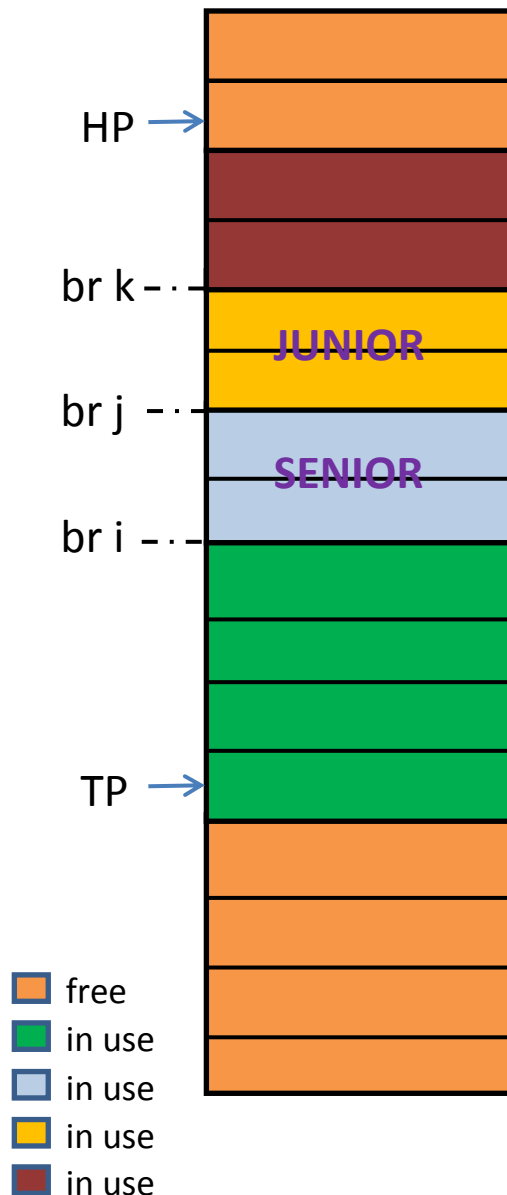 HP
br k
JUNIOR
br j
SENIOR
br i
TP
free
in use
in use
in use
in use